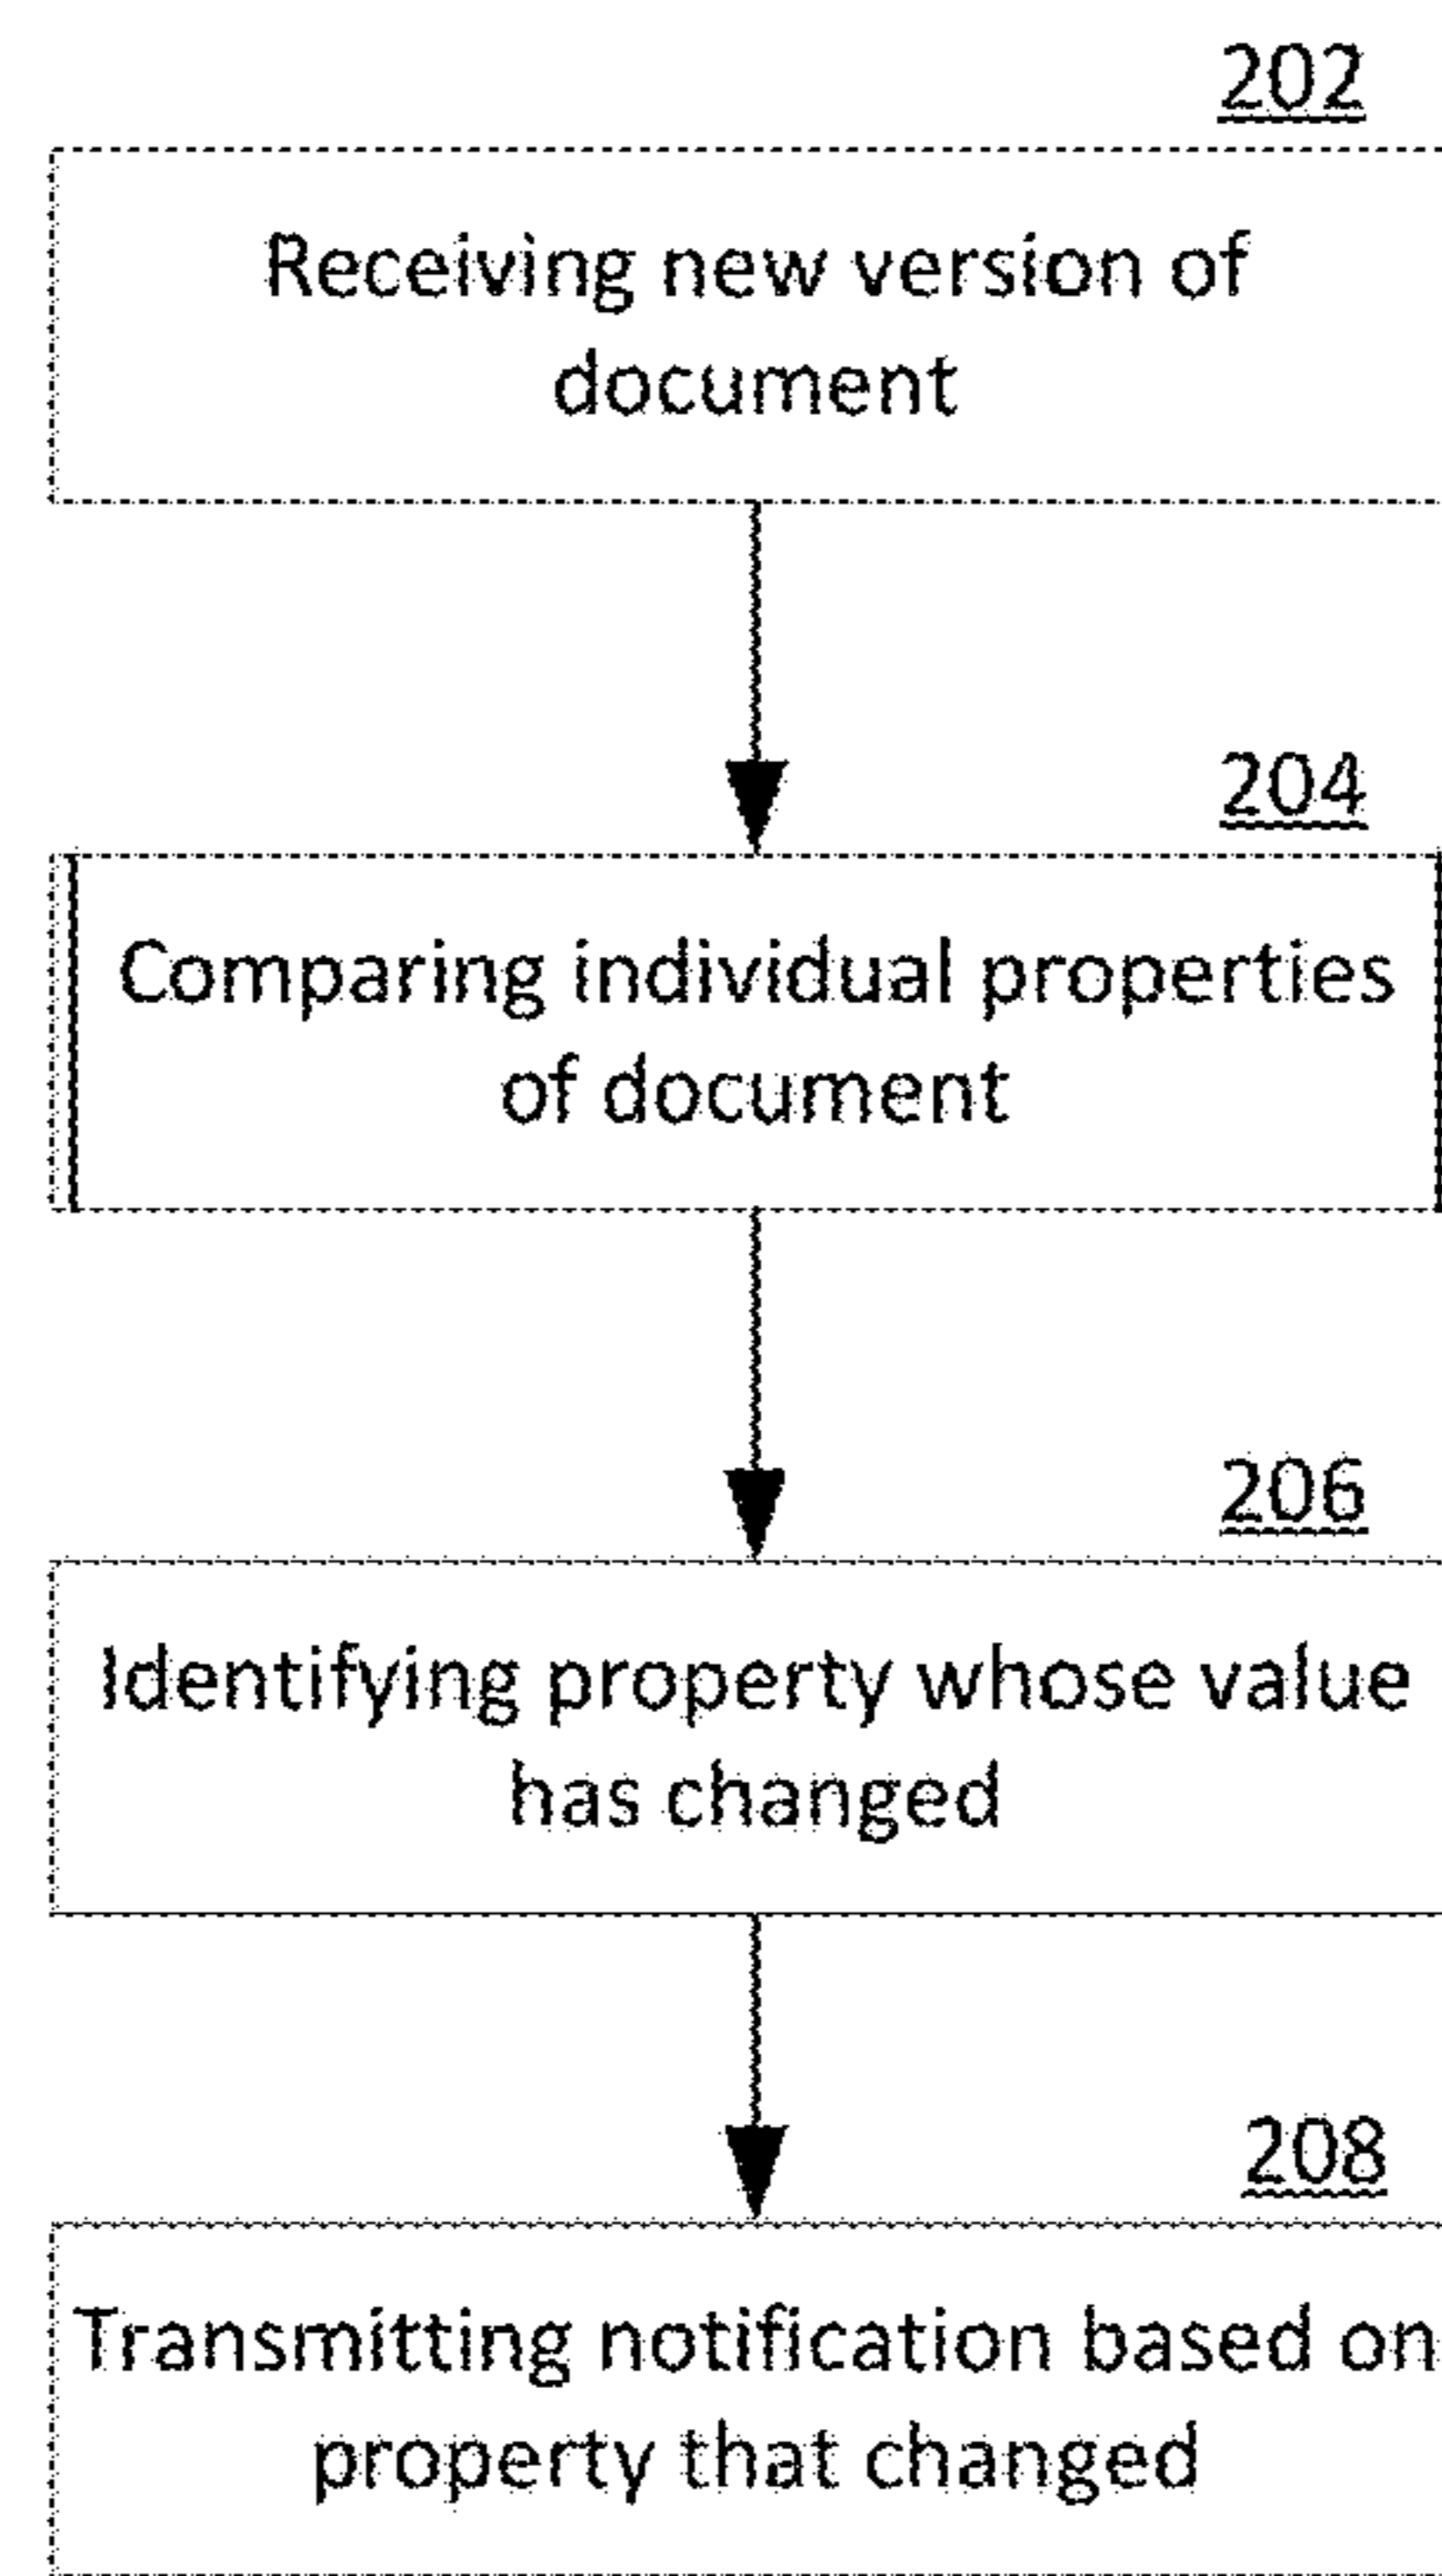 202
Receiving new version of
document
204
Comparing individual properties
of document
206
Identifying property whose value
has changed
208
Transmitting notification based on
property that changed